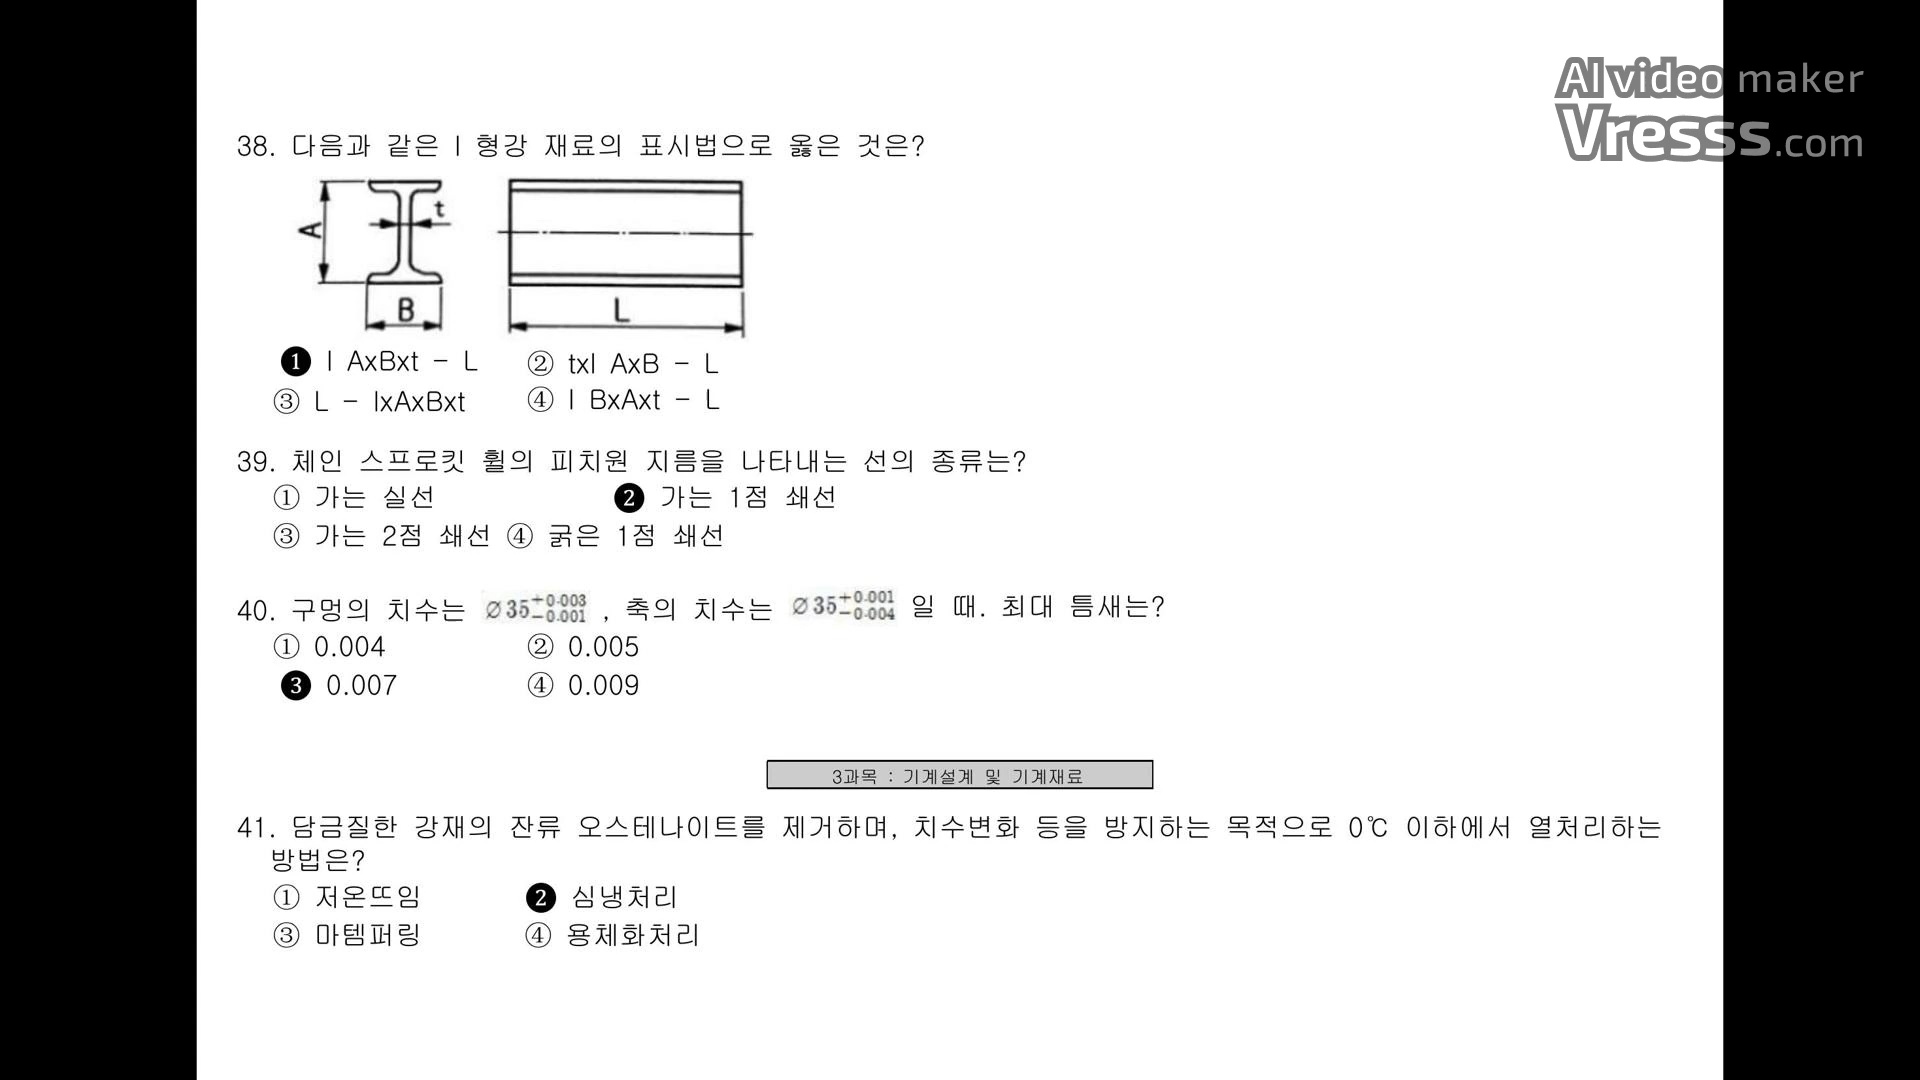 AI video maker
Vresss.com
38. 다음과 같은 I 형강 재료의 표시법으로 옳은 것은?
A
t
B
L
❶ I AxBxt - L ② txI AxB - L
③ L - IxAxBxt ④ I BxAxt - L
39. 체인 스프로킷 휠의 피치원 지름을 나타내는 선의 종류는?
① 가는 실선 ❷ 가는 1점 쇄선
③ 가는 2점 쇄선 ④ 굵은 1점 쇄선
40. 구멍의 치수는 ∅35+0.003 −0.001 , 축의 치수는 ∅35+0.001 −0.004 일 때. 최대 틈새는?
① 0.004 ② 0.005
❸ 0.007 ④ 0.009
3과목 : 기계설계 및 기계재료
41. 담금질한 강재의 잔류 오스테나이트를 제거하며, 치수변화 등을 방지하는 목적으로 0℃ 이하에서 열처리하는
방법은?
① 저온뜨임 ❷ 심냉처리
③ 마템퍼링 ④ 용체화처리